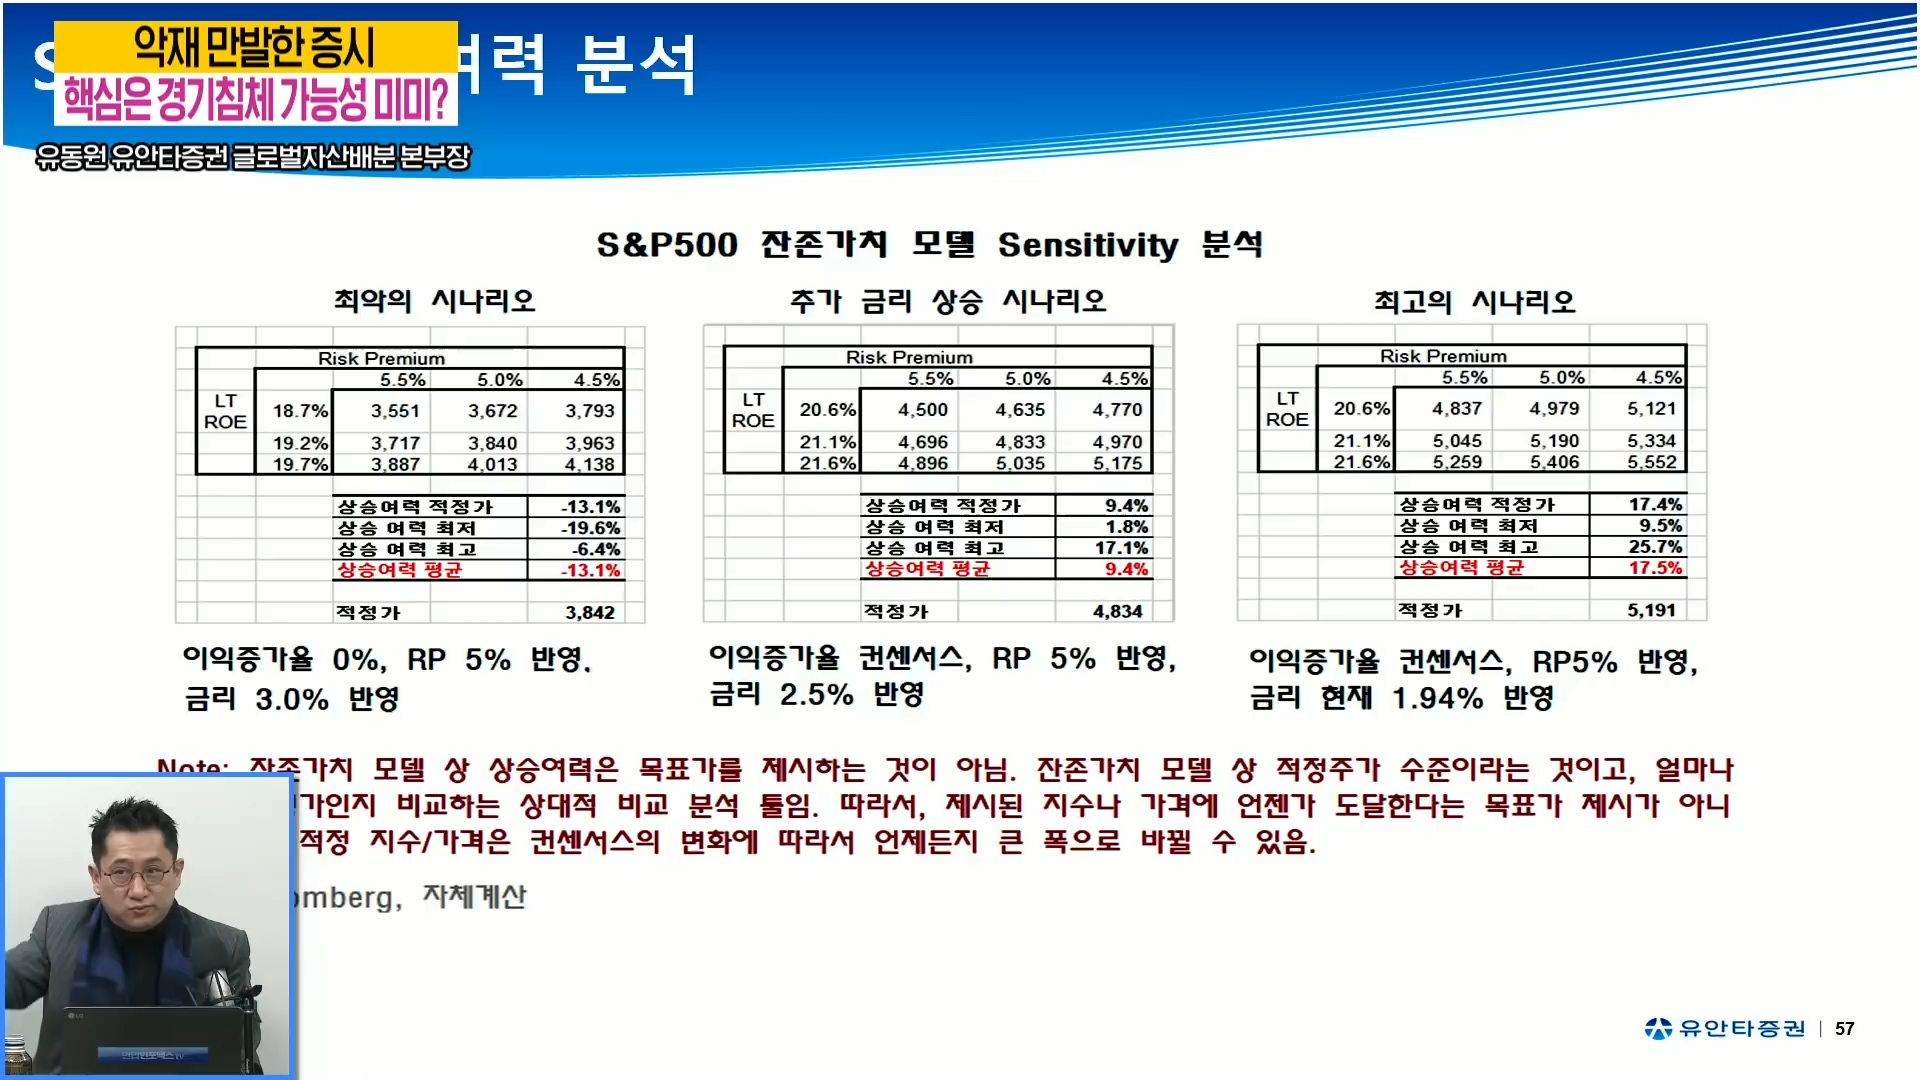 악재 만발한 증시
핵심은 경기침체 가능성 미미?
유동원 유안타증권 글로벌자산배분 본부장
S 여력 분석
S&P500 잔존가치 모델 Sensitivity 분석
최악의 시나리오
Risk Premium
5.5% 5.0% 4.5%
LT ROE
18.7% 3,551 3,672 3,793
19.2% 3,717 3,840 3,963
19.7% 3,887 4,013 4,138
상승여력 적정가 -13.1%
상승 여력 최저 -19.6%
상승 여력 최고 -6.4%
상승여력 평균 -13.1%
적정가 3,842
이익증가율 0%, RP 5% 반영.
금리 3.0% 반영
추가 금리 상승 시나리오
Risk Premium
5.5% 5.0% 4.5%
LT ROE
20.6% 4,500 4,635 4,770
21.1% 4,696 4,833 4,970
21.6% 4,896 5,035 5,175
상승여력 적정가 9.4%
상승 여력 최저 1.8%
상승 여력 최고 17.1%
상승여력 평균 9.4%
적정가 4,834
이익증가율 컨센서스, RP 5% 반영,
금리 2.5% 반영
최고의 시나리오
Risk Premium
5.5% 5.0% 4.5%
LT ROE
20.6% 4,837 4,979 5,121
21.1% 5,045 5,190 5,334
21.6% 5,259 5,406 5,552
상승여력 적정가 17.4%
상승 여력 최저 9.5%
상승 여력 최고 25.7%
상승여력 평균 17.5%
적정가 5,191
이익증가율 컨센서스, RP5% 반영,
금리 현재 1.94% 반영
Note: 잔존가치 모델 상 상승여력은 목표가를 제시하는 것이 아님. 잔존가치 모델 상 적정주가 수준이라는 것이고, 얼마나
가인지 비교하는 상대적 비교 분석 툴임. 따라서, 제시된 지수나 가격에 언젠가 도달한다는 목표가 제시가 아니
적정 지수/가격은 컨센서스의 변화에 따라서 언제든지 큰 폭으로 바뀔 수 있음.
omberg, 자체계산
LG
연합인포맥스TV
유안타증권 | 57